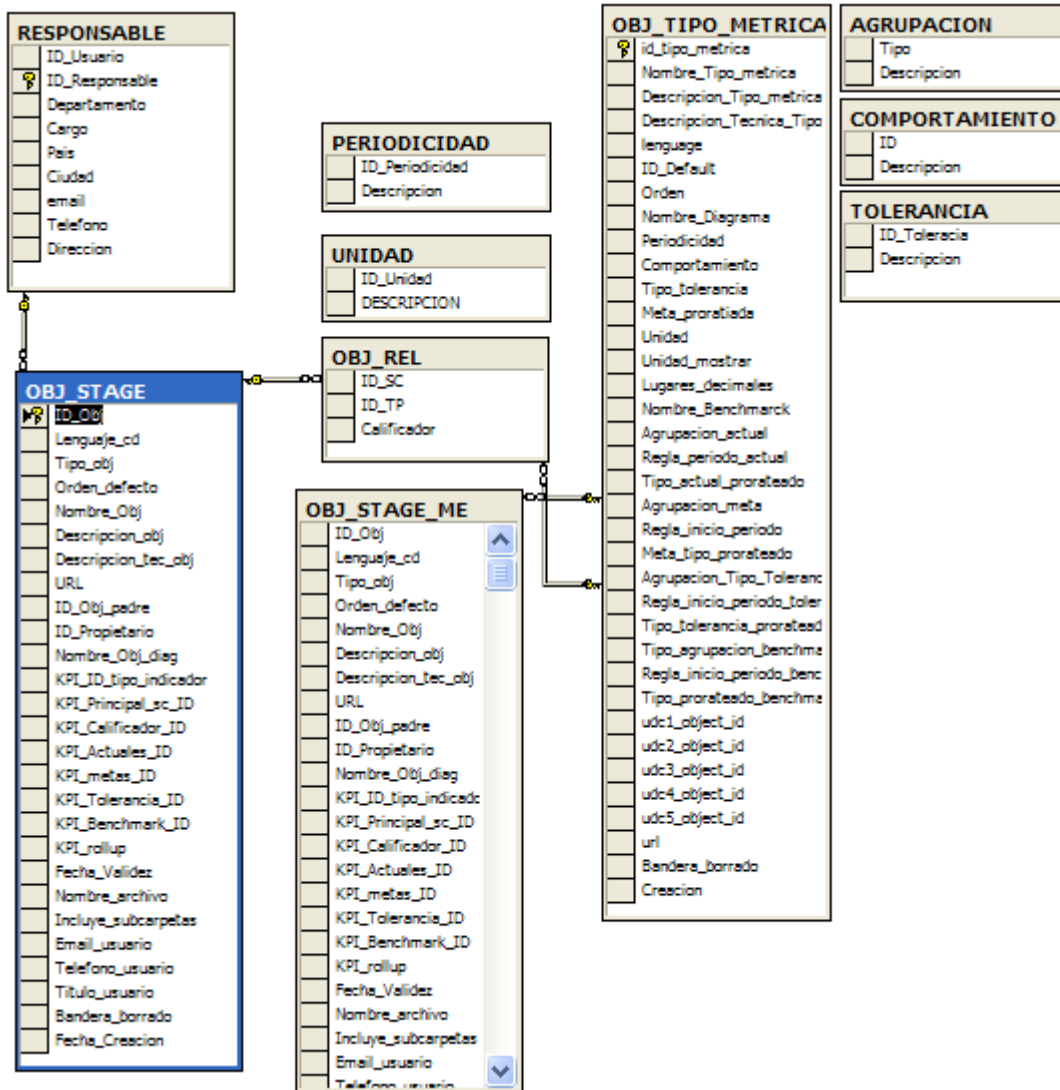 RESPONSABLE
ID_Usuario
ID_Responsable
Departamento
Cargo
Pais
Ciudad
email
Telefono
Direccion
PERIODICIDAD
ID_Periodicidad
Descripcion
UNIDAD
ID_Unidad
DESCRIPCION
OBJ_REL
ID_SC
ID_TP
Calificador
OBJ_STAGE
ID_Obj
Lenguaje_cd
Tipo_obj
Orden_defecto
Nombre_Obj
Descripcion_obj
Descripcion_tec_obj
URL
ID_Obj_padre
ID_Propietario
Nombre_Obj_diag
KPI_ID_tipo_indicador
KPI_Principal_sc_ID
KPI_Calificador_ID
KPI_Actuales_ID
KPI_metas_ID
KPI_Tolerancia_ID
KPI_Benchmark_ID
KPI_rollup
Fecha_Validez
Nombre_archivo
Incluye_subcarpetas
Email_usuario
Telefono_usuario
Titulo_usuario
Bandera_borrado
Fecha_Creacion
OBJ_STAGE_ME
ID_Obj
Lenguaje_cd
Tipo_obj
Orden_defecto
Nombre_Obj
Descripcion_obj
Descripcion_tec_obj
URL
ID_Obj_padre
ID_Propietario
Nombre_Obj_diag
KPI_ID_tipo_indicadc
KPI_Principal_sc_ID
KPI_Calificador_ID
KPI_Actuales_ID
KPI_metas_ID
KPI_Tolerancia_ID
KPI_Benchmark_ID
KPI_rollup
Fecha_Validez
Nombre_archivo
Incluye_subcarpetas
Email_usuario
Telefono_usuario
OBJ_TIPO_METRICA
id_tipo_metrica
Nombre_Tipo_metrica
Descripcion_Tipo_metrica
Descripcion_Tecnica_Tipo
lenguage
ID_Default
Orden
Nombre_Diagrama
Periodicidad
Comportamiento
Tipo_tolerancia
Meta_proratiada
Unidad
Unidad_mostrar
Lugares_decimales
Nombre_Benchmarck
Agrupacion_actual
Regla_periodo_actual
Tipo_actual_prorateado
Agrupacion_meta
Regla_inicio_periodo
Meta_tipo_prorateado
Agrupacion_Tipo_Toleranc
Regla_inicio_periodo_toler
Tipo_tolerancia_proratead
Tipo_agrupacion_benchma
Regla_inicio_periodo_benc
Tipo_prorateado_benchma
udc1_object_id
udc2_object_id
udc3_object_id
udc4_object_id
udc5_object_id
url
Bandera_borrado
Creacion
AGRUPACION
Tipo
Descripcion
COMPORTAMIENTO
ID
Descripcion
TOLERANCIA
ID_Toleracia
Descripcion